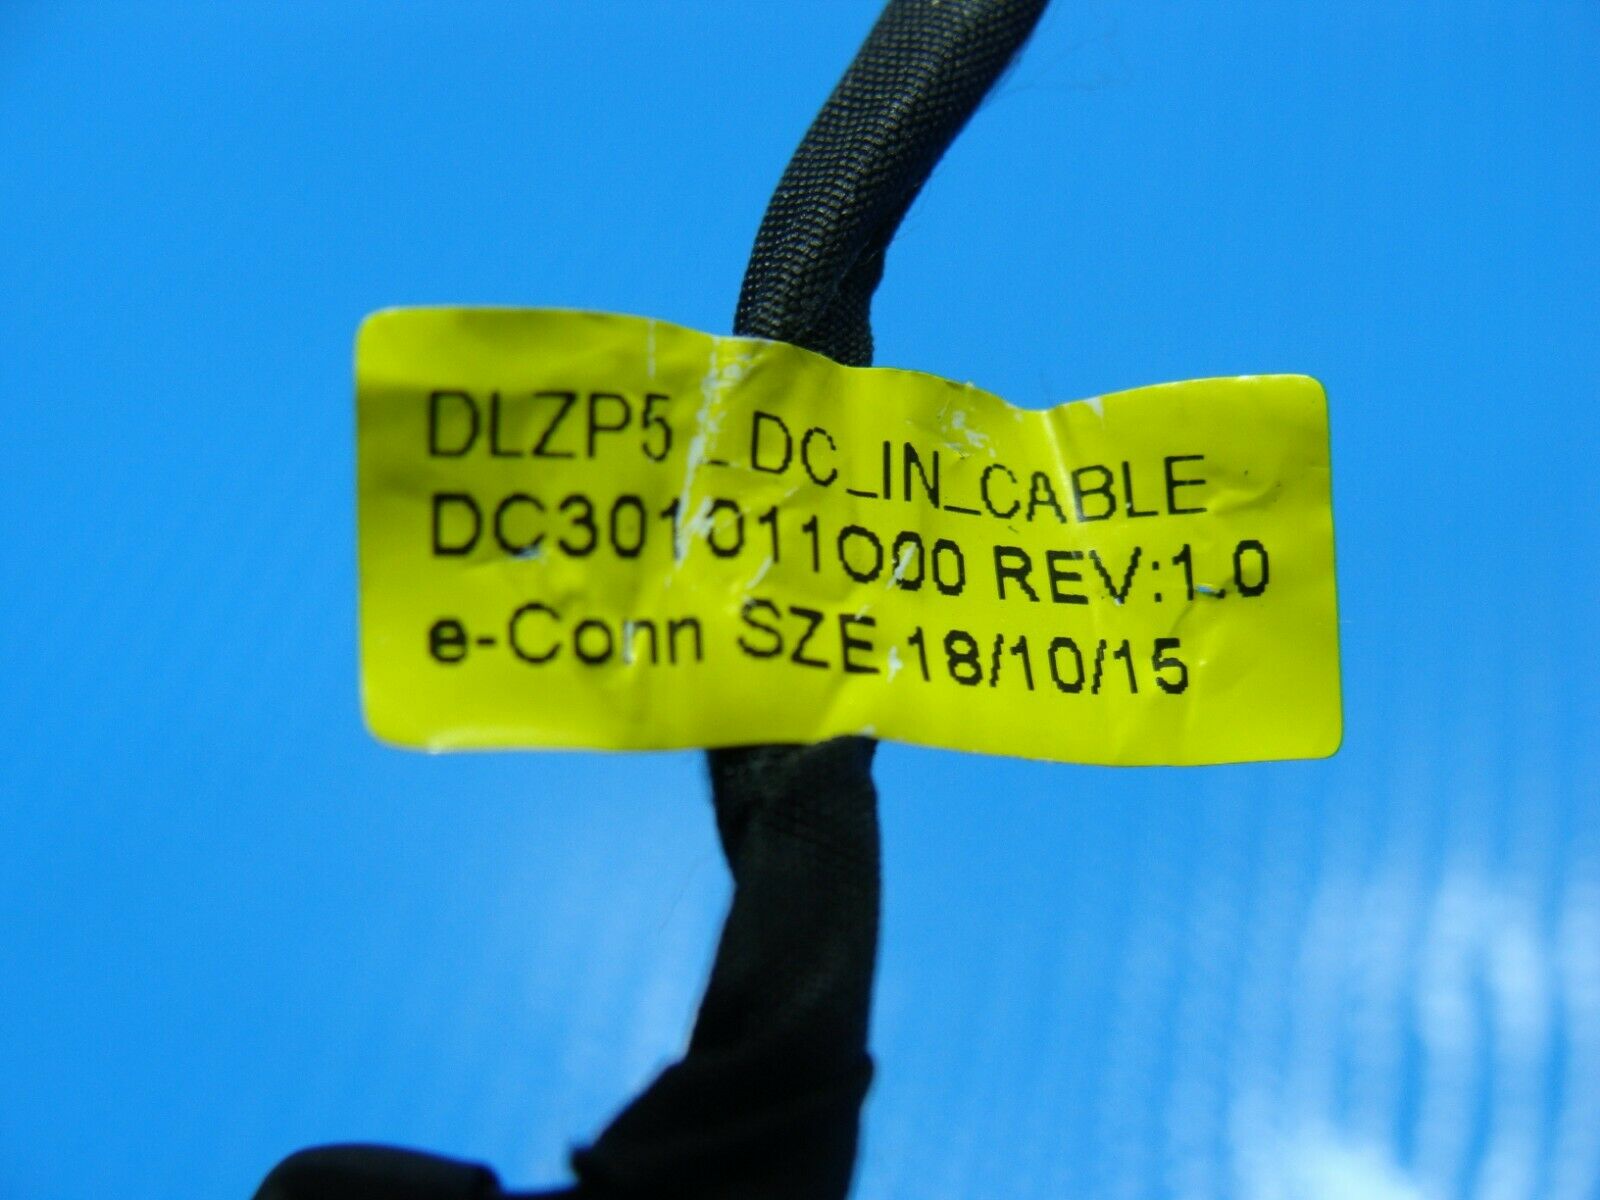 DLZP5_DC_IN_CABLE
DC301011O00 REV:1.0
e-Conn SZE 18/10/15